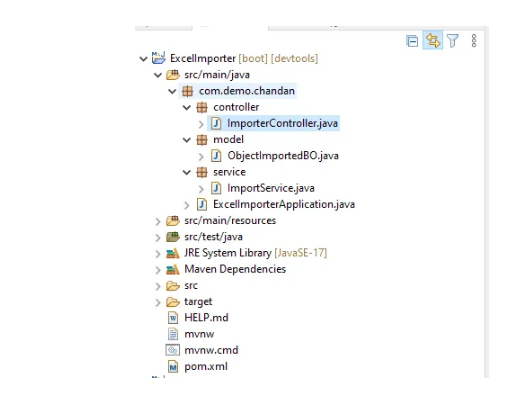 ExcelImporter [boot] [devtools]
src/main/java
com.demo.chandan
controller
ImporterController.java
model
ObjectImportedBO.java
service
ImportService.java
ExcelImporterApplication.java
src/main/resources
src/test/java
JRE System Library [JavaSE-17]
Maven Dependencies
src
target
HELP.md
mvnw
mvnw.cmd
pom.xml